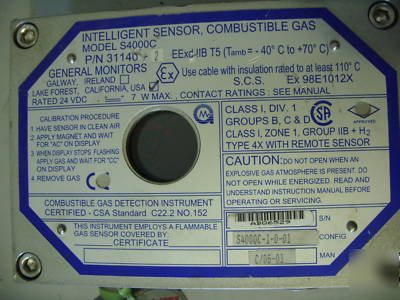 INTELLIGENT SENSOR, COMBUSTIBLE GAS
MODEL S4000C
P/N 31140 - 2
EExd IIB T5 (Tamb = - 40° C to +70° C)
GENERAL MONITORS
GALWAY, IRELAND
LAKE FOREST, CALIFORNIA, USA
Ex
Use cable with insulation rated to at least 110° C
S.C.S. Ex 98E1012X
RATED 24 VDC 7 W MAX., CONTACT RATINGS: SEE MANUAL
CALIBRATION PROCEDURE
1 HAVE SENSOR IN CLEAN AIR
2 APPLY MAGNET AND WAIT
FOR "AC" ON DISPLAY
3 WHEN DISPLAY STOPS FLASHING
APPLY GAS AND WAIT FOR "CC"
ON DISPLAY
4 REMOVE GAS
COMBUSTIBLE GAS DETECTION INSTRUMENT
CERTIFIED - CSA Standard C22.2 NO.152
THIS INSTRUMENT EMPLOYS A FLAMMABLE
GAS SENSOR COVERED BY:
CERTIFICATE
CLASS I, DIV. 1
GROUPS B, C & D
CLASS I, ZONE 1, GROUP IIB + H2
TYPE 4X WITH REMOTE SENSOR
APPROVED
CAUTION: DO NOT OPEN WHEN AN
EXPLOSIVE GAS ATMOSPHERE IS PRESENT. DO
NOT OPEN WHILE ENERGIZED. READ AND
UNDERSTAND INSTRUCTION MANUAL BEFORE
OPERATING OR SERVICING.
AB06529 S/N
S4000C-1-0-01 CONFIG
C/06-03 MAN